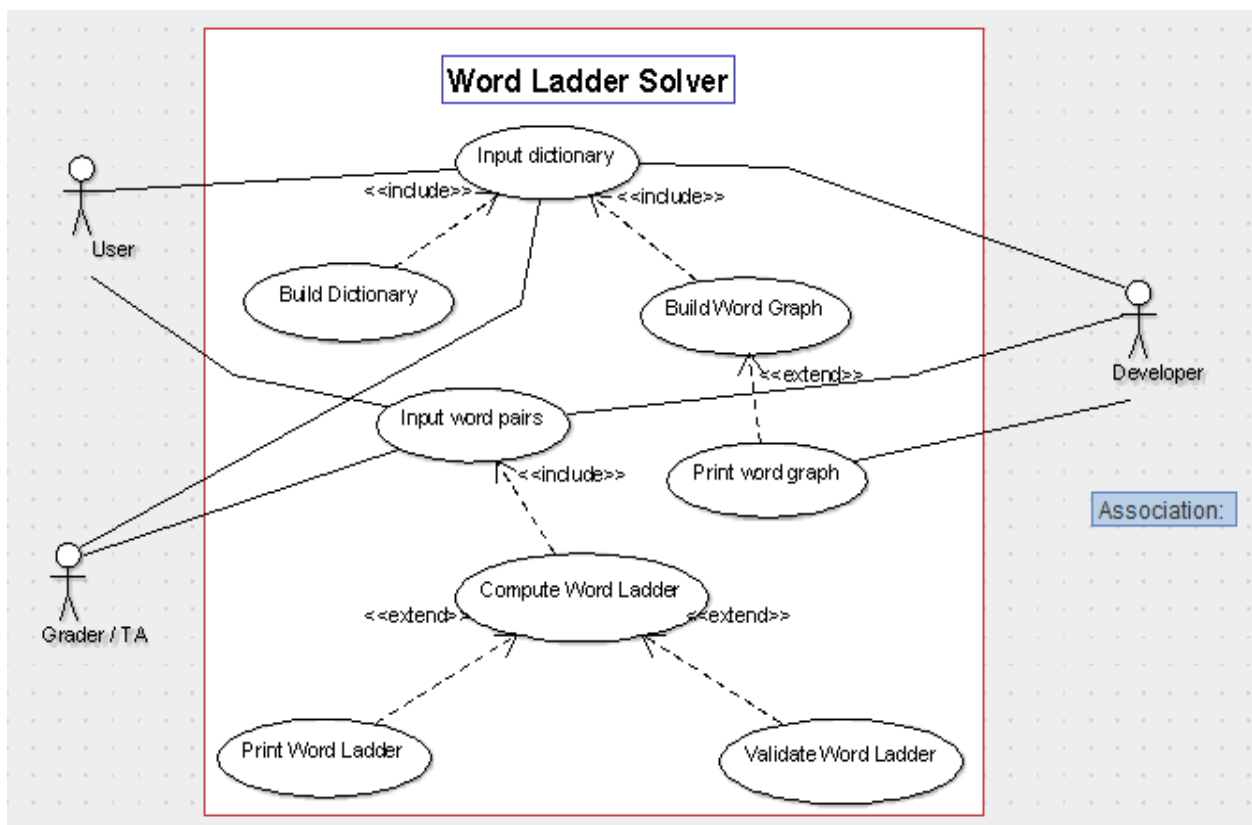 Word Ladder Solver
Input dictionary
<<include>>
<<include>>
User
Build Dictionary
Build Word Graph
<<extend>>
Developer
Input word pairs
<<include>>
Print word graph
Association:
Compute Word Ladder
<<extend>>
<<extend>>
Grader / TA
Print Word Ladder
Validate Word Ladder